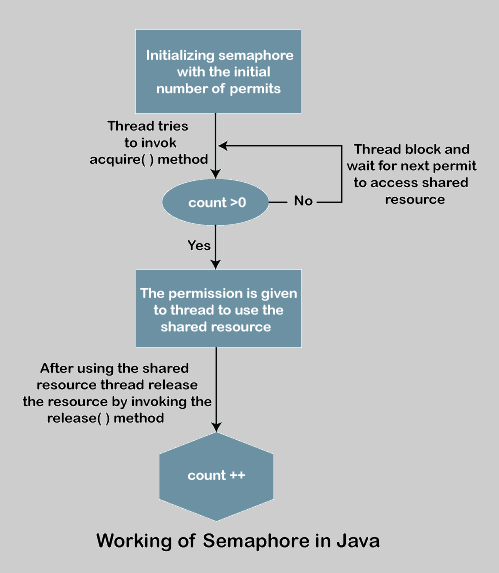 Initializing semaphore
with the initial
number of permits
Thread tries
to invok
acquire( ) method
Thread block and
wait for next permit
to access shared
resource
count >0
No
Yes
The permission is given
to thread to use the
shared resource
After using the shared
resource thread release
the resource by invoking the
release( ) method
count ++
Working of Semaphore in Java